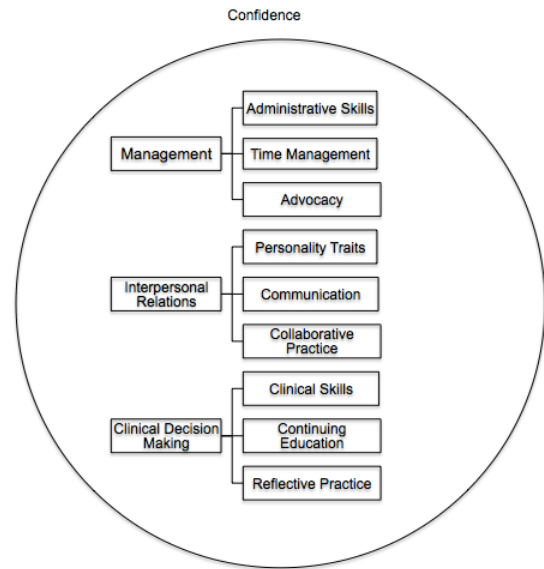 Confidence
Administrative Skills
Management
Time Management
Advocacy
Personality Traits
Interpersonal
Relations
Communication
Collaborative
Practice
Clinical Skills
Clinical Decision
Making
Continuing
Education
Reflective Practice